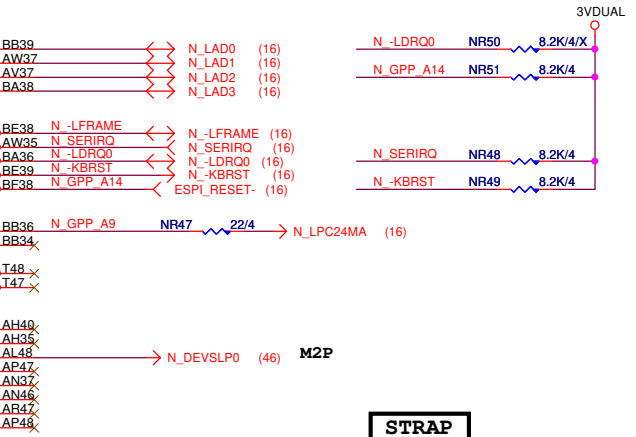 3VDUAL
BB39 N_LAD0 (16) N_-LDRQ0 NR50 8.2K/4/X
AW37 N_LAD1 (16)
AV37 N_LAD2 (16) N_GPP_A14 NR51 8.2K/4
BA38 N_LAD3 (16)
BE38 N_-LFRAME N_-LFRAME (16)
AW35 N_SERIRQ N_SERIRQ (16)
BA36 N_-LDRQ0 N_-LDRQ0 (16) N_SERIRQ NR48 8.2K/4
BE39 N_-KBRST N_-KBRST (16)
BF38 N_GPP_A14 ESPI_RESET- (16) N_-KBRST NR49 8.2K/4
BB36 N_GPP_A9 NR47 22/4 N_LPC24MA (16)
BB34
T48
T47
AH40
AH35
AL48 N_DEVSLP0 (46) M2P
AP47
AN37
AN46
AR47
AP48
STRAP